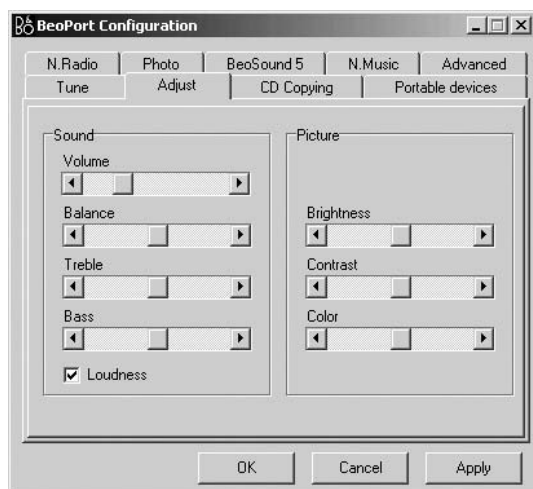 B&O BeoPort Configuration
N.Radio Photo BeoSound 5 N.Music Advanced
Tune Adjust CD Copying Portable devices
Sound
Volume
Balance
Treble
Bass
Loudness
Picture
Brightness
Contrast
Color
OK Cancel Apply